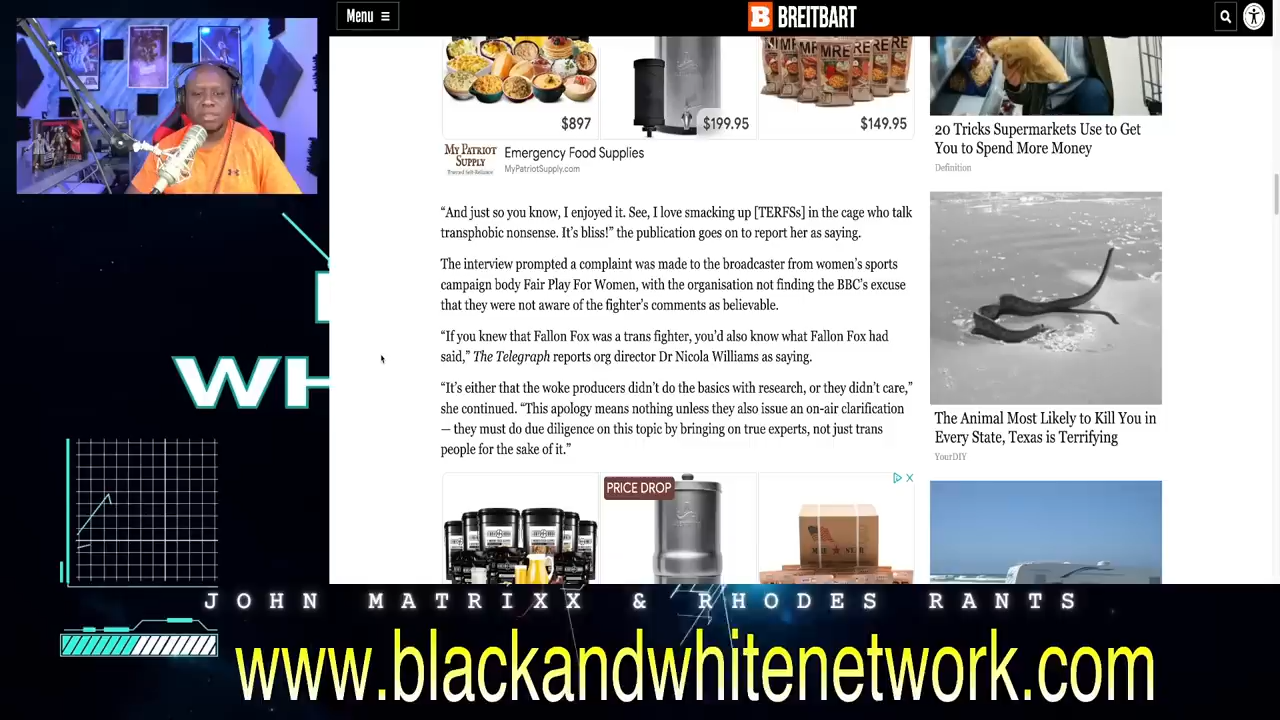 Menu
BREITBART
$897
$199.95
$149.95
MY PATRIOT
SUPPLY
Trusted Self-Reliance
Emergency Food Supplies
MyPatriotSupply.com
20 Tricks Supermarkets Use to Get
You to Spend More Money
Definition
“And just so you know, I enjoyed it. See, I love smacking up [TERFSs] in the cage who talk
transphobic nonsense. It’s bliss!” the publication goes on to report her as saying.
The interview prompted a complaint was made to the broadcaster from women’s sports
campaign body Fair Play For Women, with the organisation not finding the BBC’s excuse
that they were not aware of the fighter’s comments as believable.
“If you knew that Fallon Fox was a trans fighter, you’d also know what Fallon Fox had
said,” The Telegraph reports org director Dr Nicola Williams as saying.
“It’s either that the woke producers didn’t do the basics with research, or they didn’t care,”
she continued. “This apology means nothing unless they also issue an on-air clarification
— they must do due diligence on this topic by bringing on true experts, not just trans
people for the sake of it.”
The Animal Most Likely to Kill You in
Every State, Texas is Terrifying
YourDIY
PRICE DROP
WH
JOHN MATRIXX & RHODES RANTS
www.blackandwhitenetwork.com